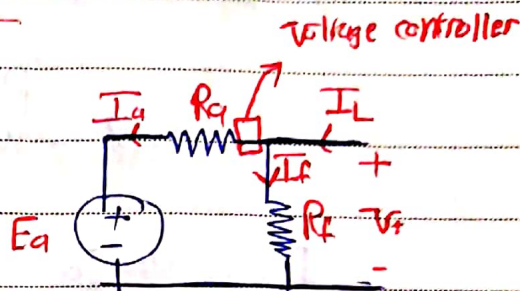 Voltage controller
Ia Ra IL
If
+
Ea + - Rf Vt
-